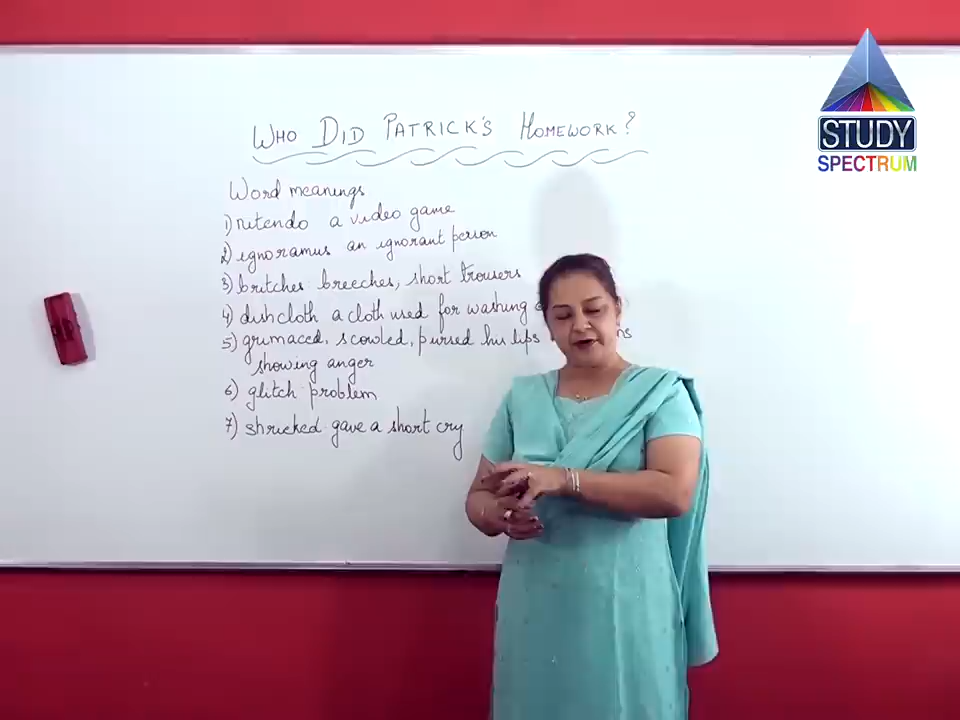 WHO DID PATRICK'S HOMEWORK?
Word meanings
1) nitendo a video game
2) ignoramus an ignorant person
3) britches breeches, short trousers
4) dishcloth a cloth used for washing
5) grimaced, scowled, pursed his lips
showing anger
6) glitch problem
7) shrieked gave a short cry
STUDY
SPECTRUM